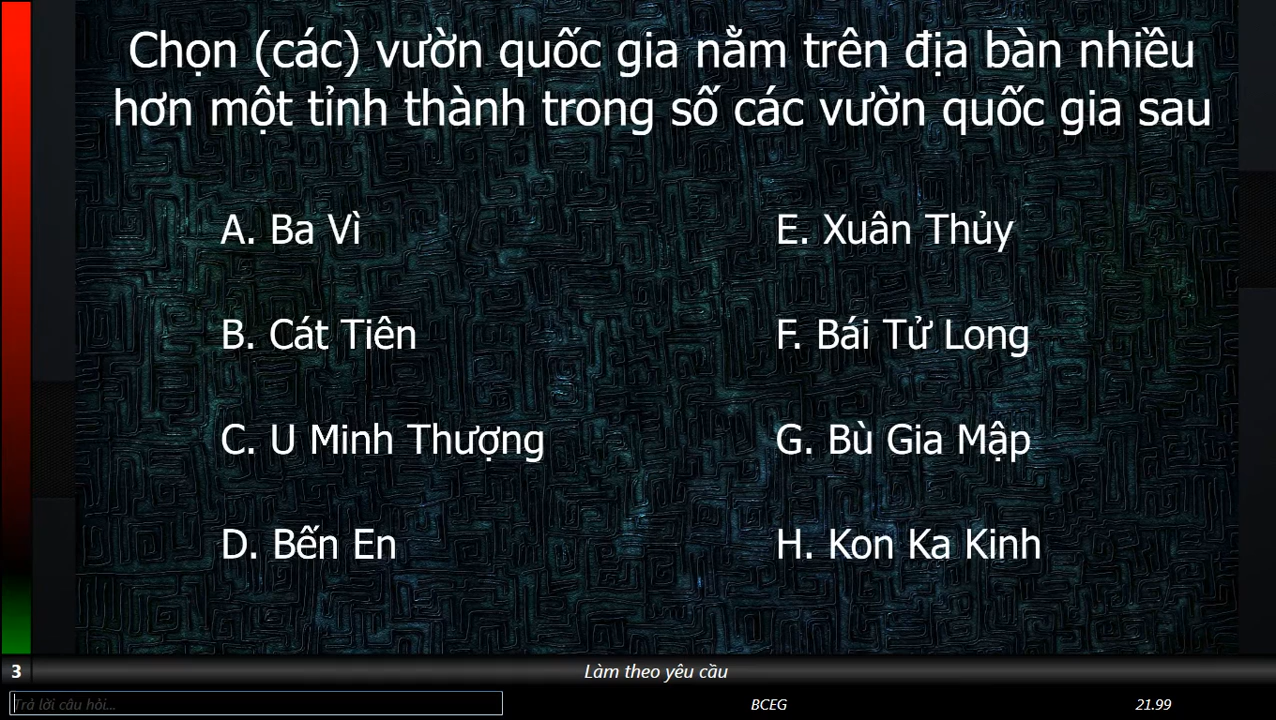 Chọn (các) vườn quốc gia nằm trên địa bàn nhiều
hơn một tỉnh thành trong số các vườn quốc gia sau
A. Ba Vì
B. Cát Tiên
C. U Minh Thượng
D. Bến En
E. Xuân Thủy
F. Bái Tử Long
G. Bù Gia Mập
H. Kon Ka Kinh
3
Làm theo yêu cầu
Trả lời câu hỏi...
BCEG
21.99